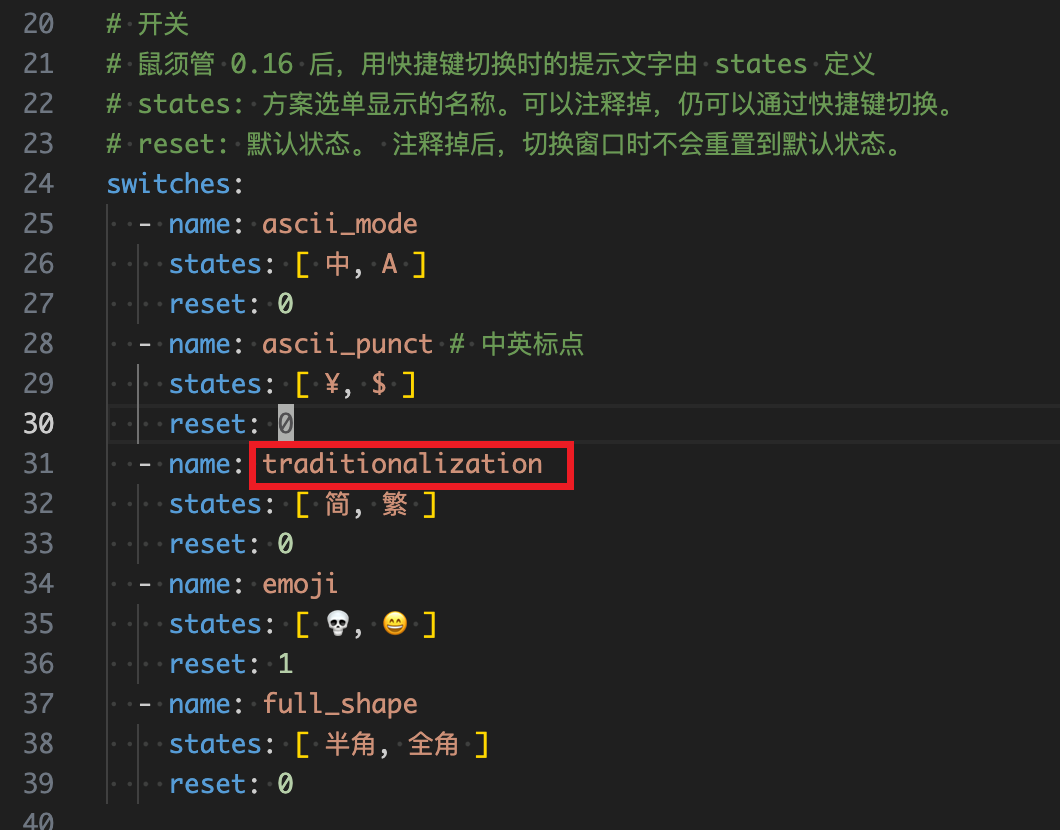 20 # 开关
21 # 鼠须管 0.16 后，用快捷键切换时的提示文字由 states 定义
22 # states: 方案选单显示的名称。可以注释掉，仍可以通过快捷键切换。
23 # reset: 默认状态。 注释掉后，切换窗口时不会重置到默认状态。
24 switches:
25   - name: ascii_mode
26     states: [ 中, A ]
27     reset: 0
28   - name: ascii_punct # 中英标点
29     states: [ ¥, $ ]
30     reset: 0
31   - name: traditionalization
32     states: [ 简, 繁 ]
33     reset: 0
34   - name: emoji
35     states: [ 💀, 😄 ]
36     reset: 1
37   - name: full_shape
38     states: [ 半角, 全角 ]
39     reset: 0
40